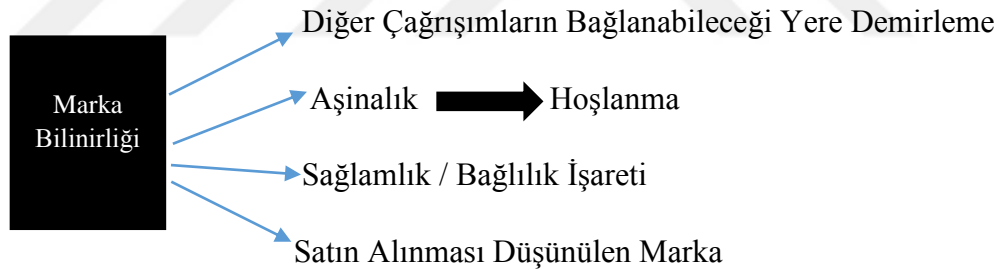 Diğer Çağrışımların Bağlanabileceği Yere Demirleme
Marka
Bilinirliği
Aşinalık Hoşlanma
Sağlamlık / Bağlılık İşareti
Satın Alınması Düşünülen Marka